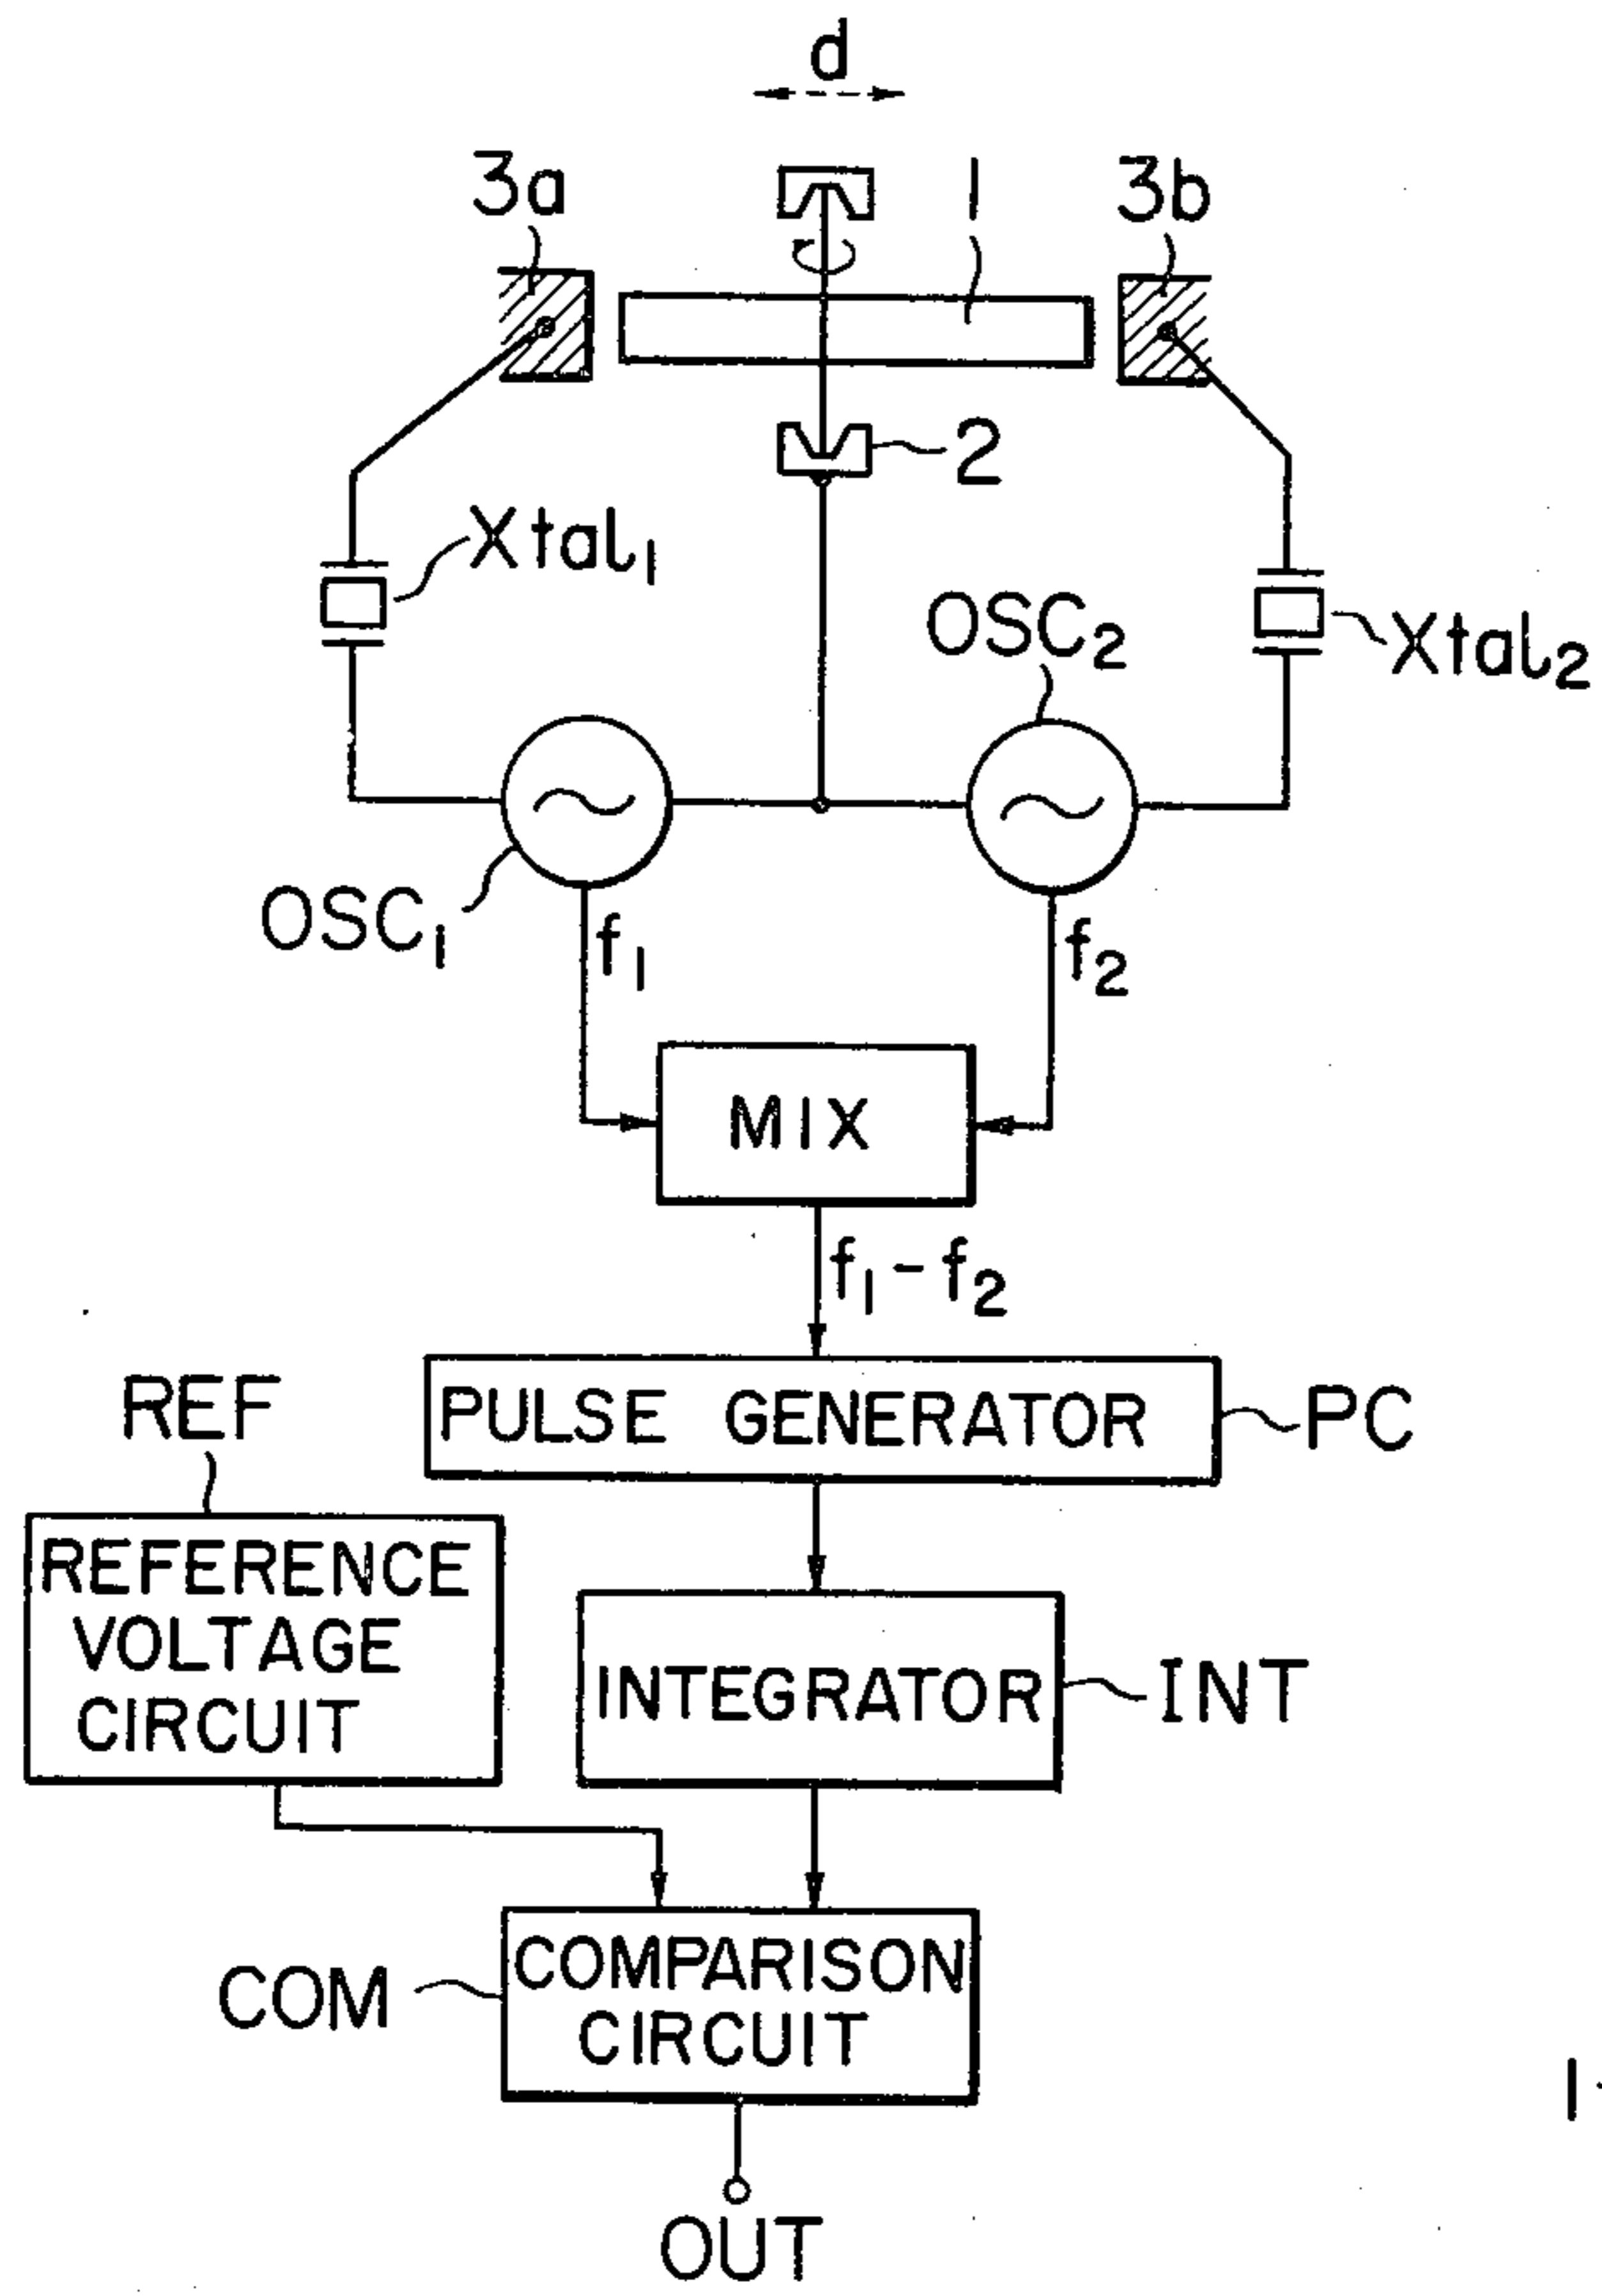 d
3a
1
3b
2
Xtal1
OSC2
Xtal2
OSC1
f1
f2
MIX
f1-f2
REF
PULSE GENERATOR
PC
REFERENCE
VOLTAGE
CIRCUIT
INTEGRATOR
INT
COM
COMPARISON
CIRCUIT
OUT